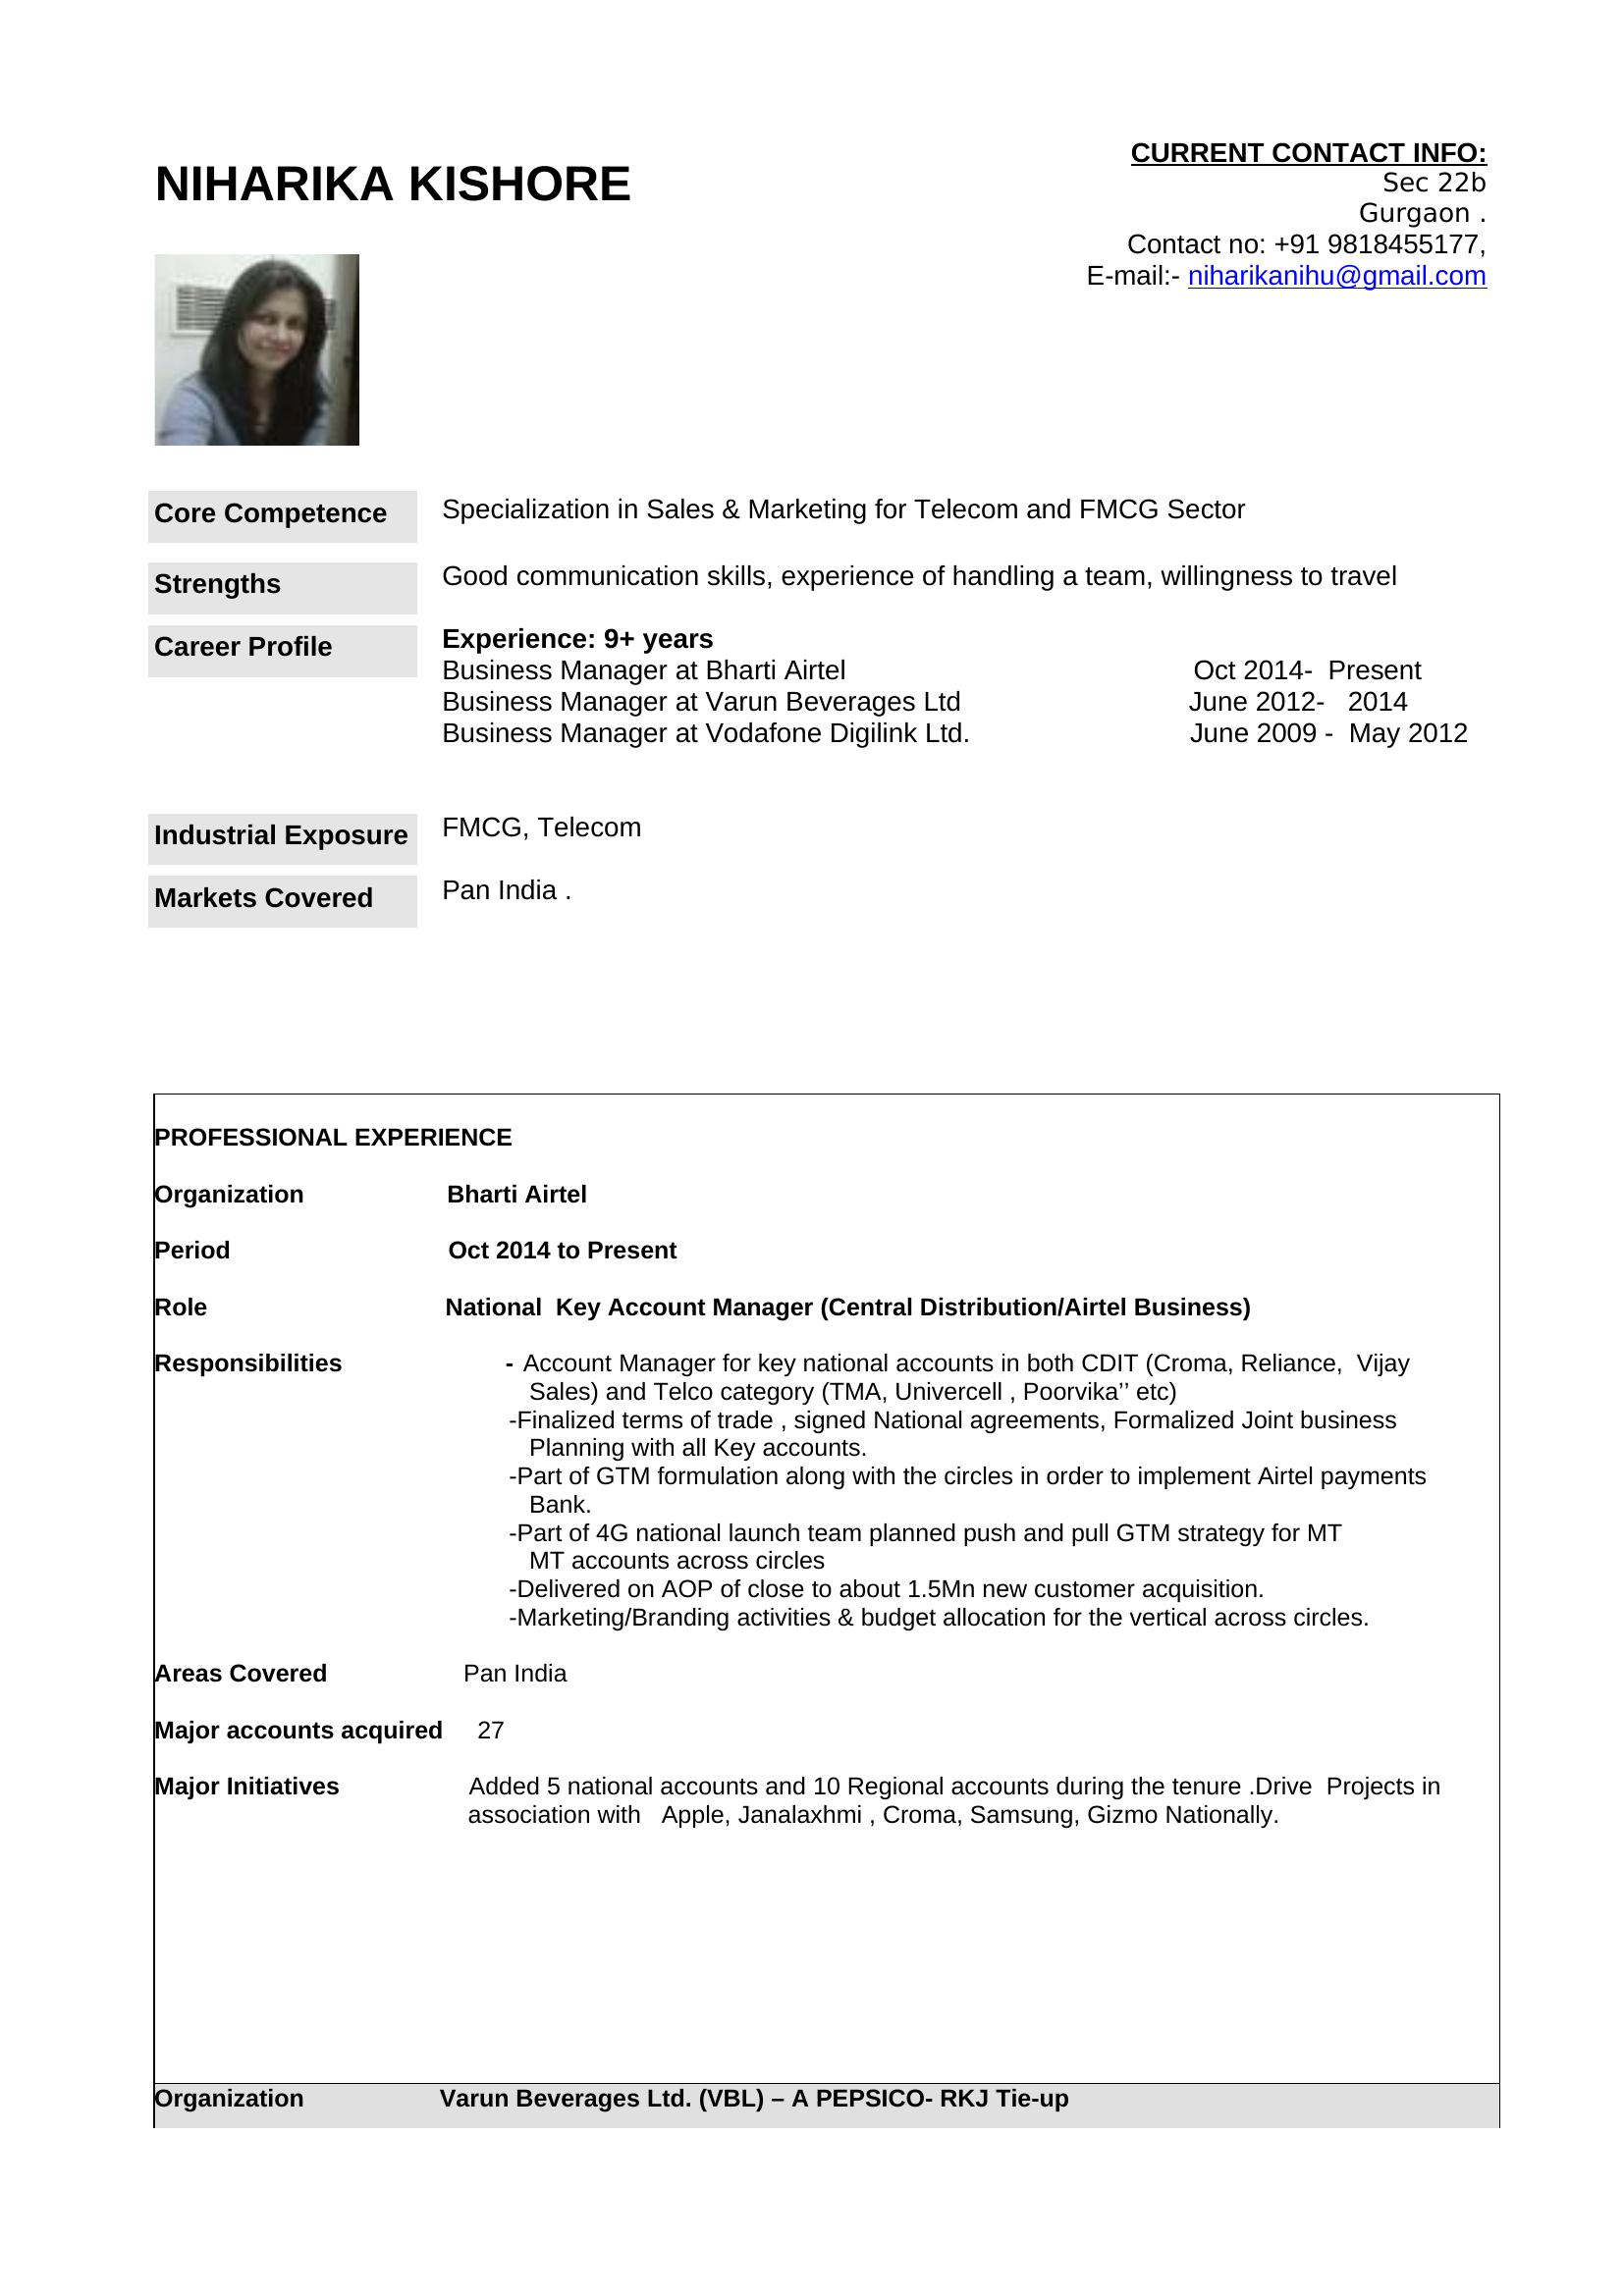 NIHARIKA KISHORE
CURRENT CONTACT INFO:
Sec 22b
Gurgaon .
Contact no: +91 9818455177,
E-mail:- niharikanihu@gmail.com
Core Competence Specialization in Sales & Marketing for Telecom and FMCG Sector
Strengths Good communication skills, experience of handling a team, willingness to travel
Career Profile Experience: 9+ years
Business Manager at Bharti Airtel Oct 2014- Present
Business Manager at Varun Beverages Ltd June 2012- 2014
Business Manager at Vodafone Digilink Ltd. June 2009 - May 2012
Industrial Exposure FMCG, Telecom
Markets Covered Pan India .
PROFESSIONAL EXPERIENCE
Organization Bharti Airtel
Period Oct 2014 to Present
Role National Key Account Manager (Central Distribution/Airtel Business)
Responsibilities - Account Manager for key national accounts in both CDIT (Croma, Reliance, Vijay
Sales) and Telco category (TMA, Univercell , Poorvika’’ etc)
-Finalized terms of trade , signed National agreements, Formalized Joint business
Planning with all Key accounts.
-Part of GTM formulation along with the circles in order to implement Airtel payments
Bank.
-Part of 4G national launch team planned push and pull GTM strategy for MT
MT accounts across circles
-Delivered on AOP of close to about 1.5Mn new customer acquisition.
-Marketing/Branding activities & budget allocation for the vertical across circles.
Areas Covered Pan India
Major accounts acquired 27
Major Initiatives Added 5 national accounts and 10 Regional accounts during the tenure .Drive Projects in
association with Apple, Janalaxhmi , Croma, Samsung, Gizmo Nationally.
Organization Varun Beverages Ltd. (VBL) – A PEPSICO- RKJ Tie-up